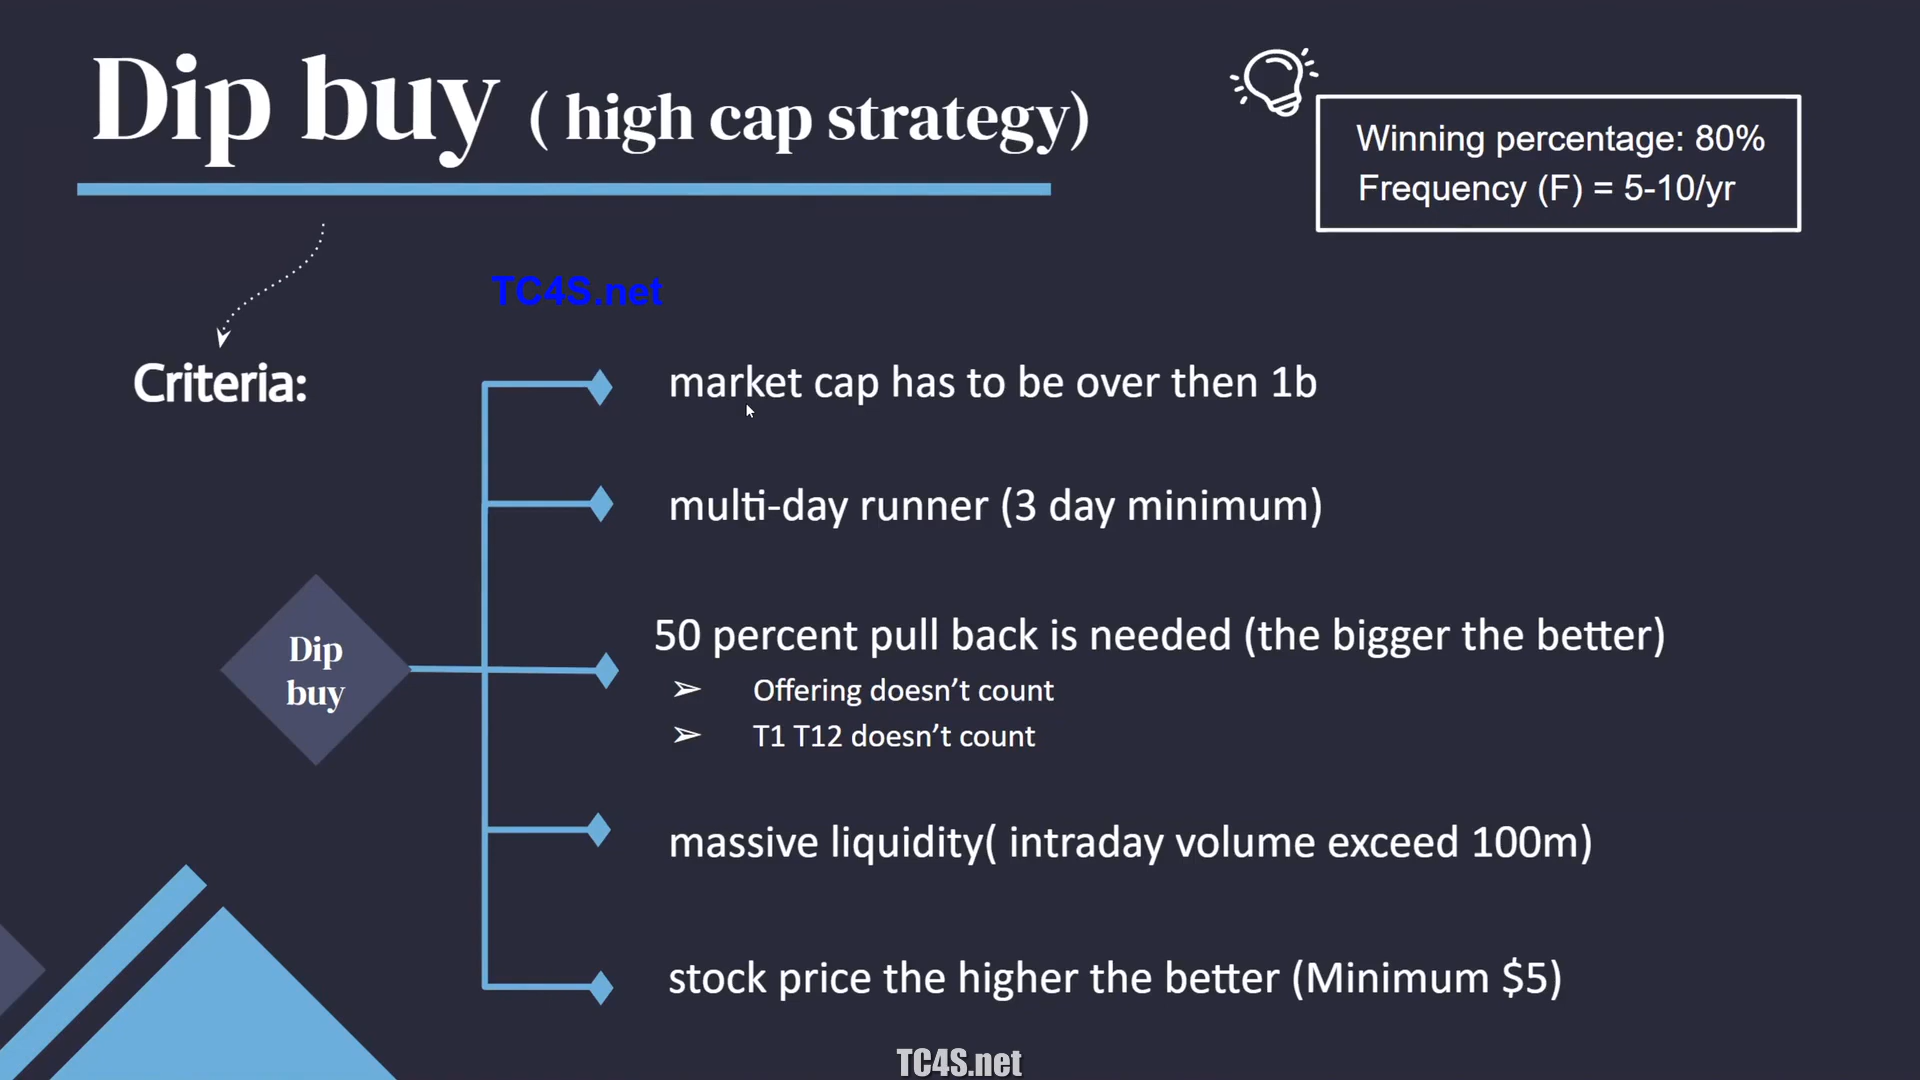 Dip buy ( high cap strategy)
Winning percentage: 80%
Frequency (F) = 5-10/yr
TC4S.net
Criteria:
market cap has to be over then 1b
multi-day runner (3 day minimum)
50 percent pull back is needed (the bigger the better)
➢ Offering doesn’t count
➢ T1 T12 doesn’t count
Dip
buy
massive liquidity( intraday volume exceed 100m)
stock price the higher the better (Minimum $5)
TC4S.net